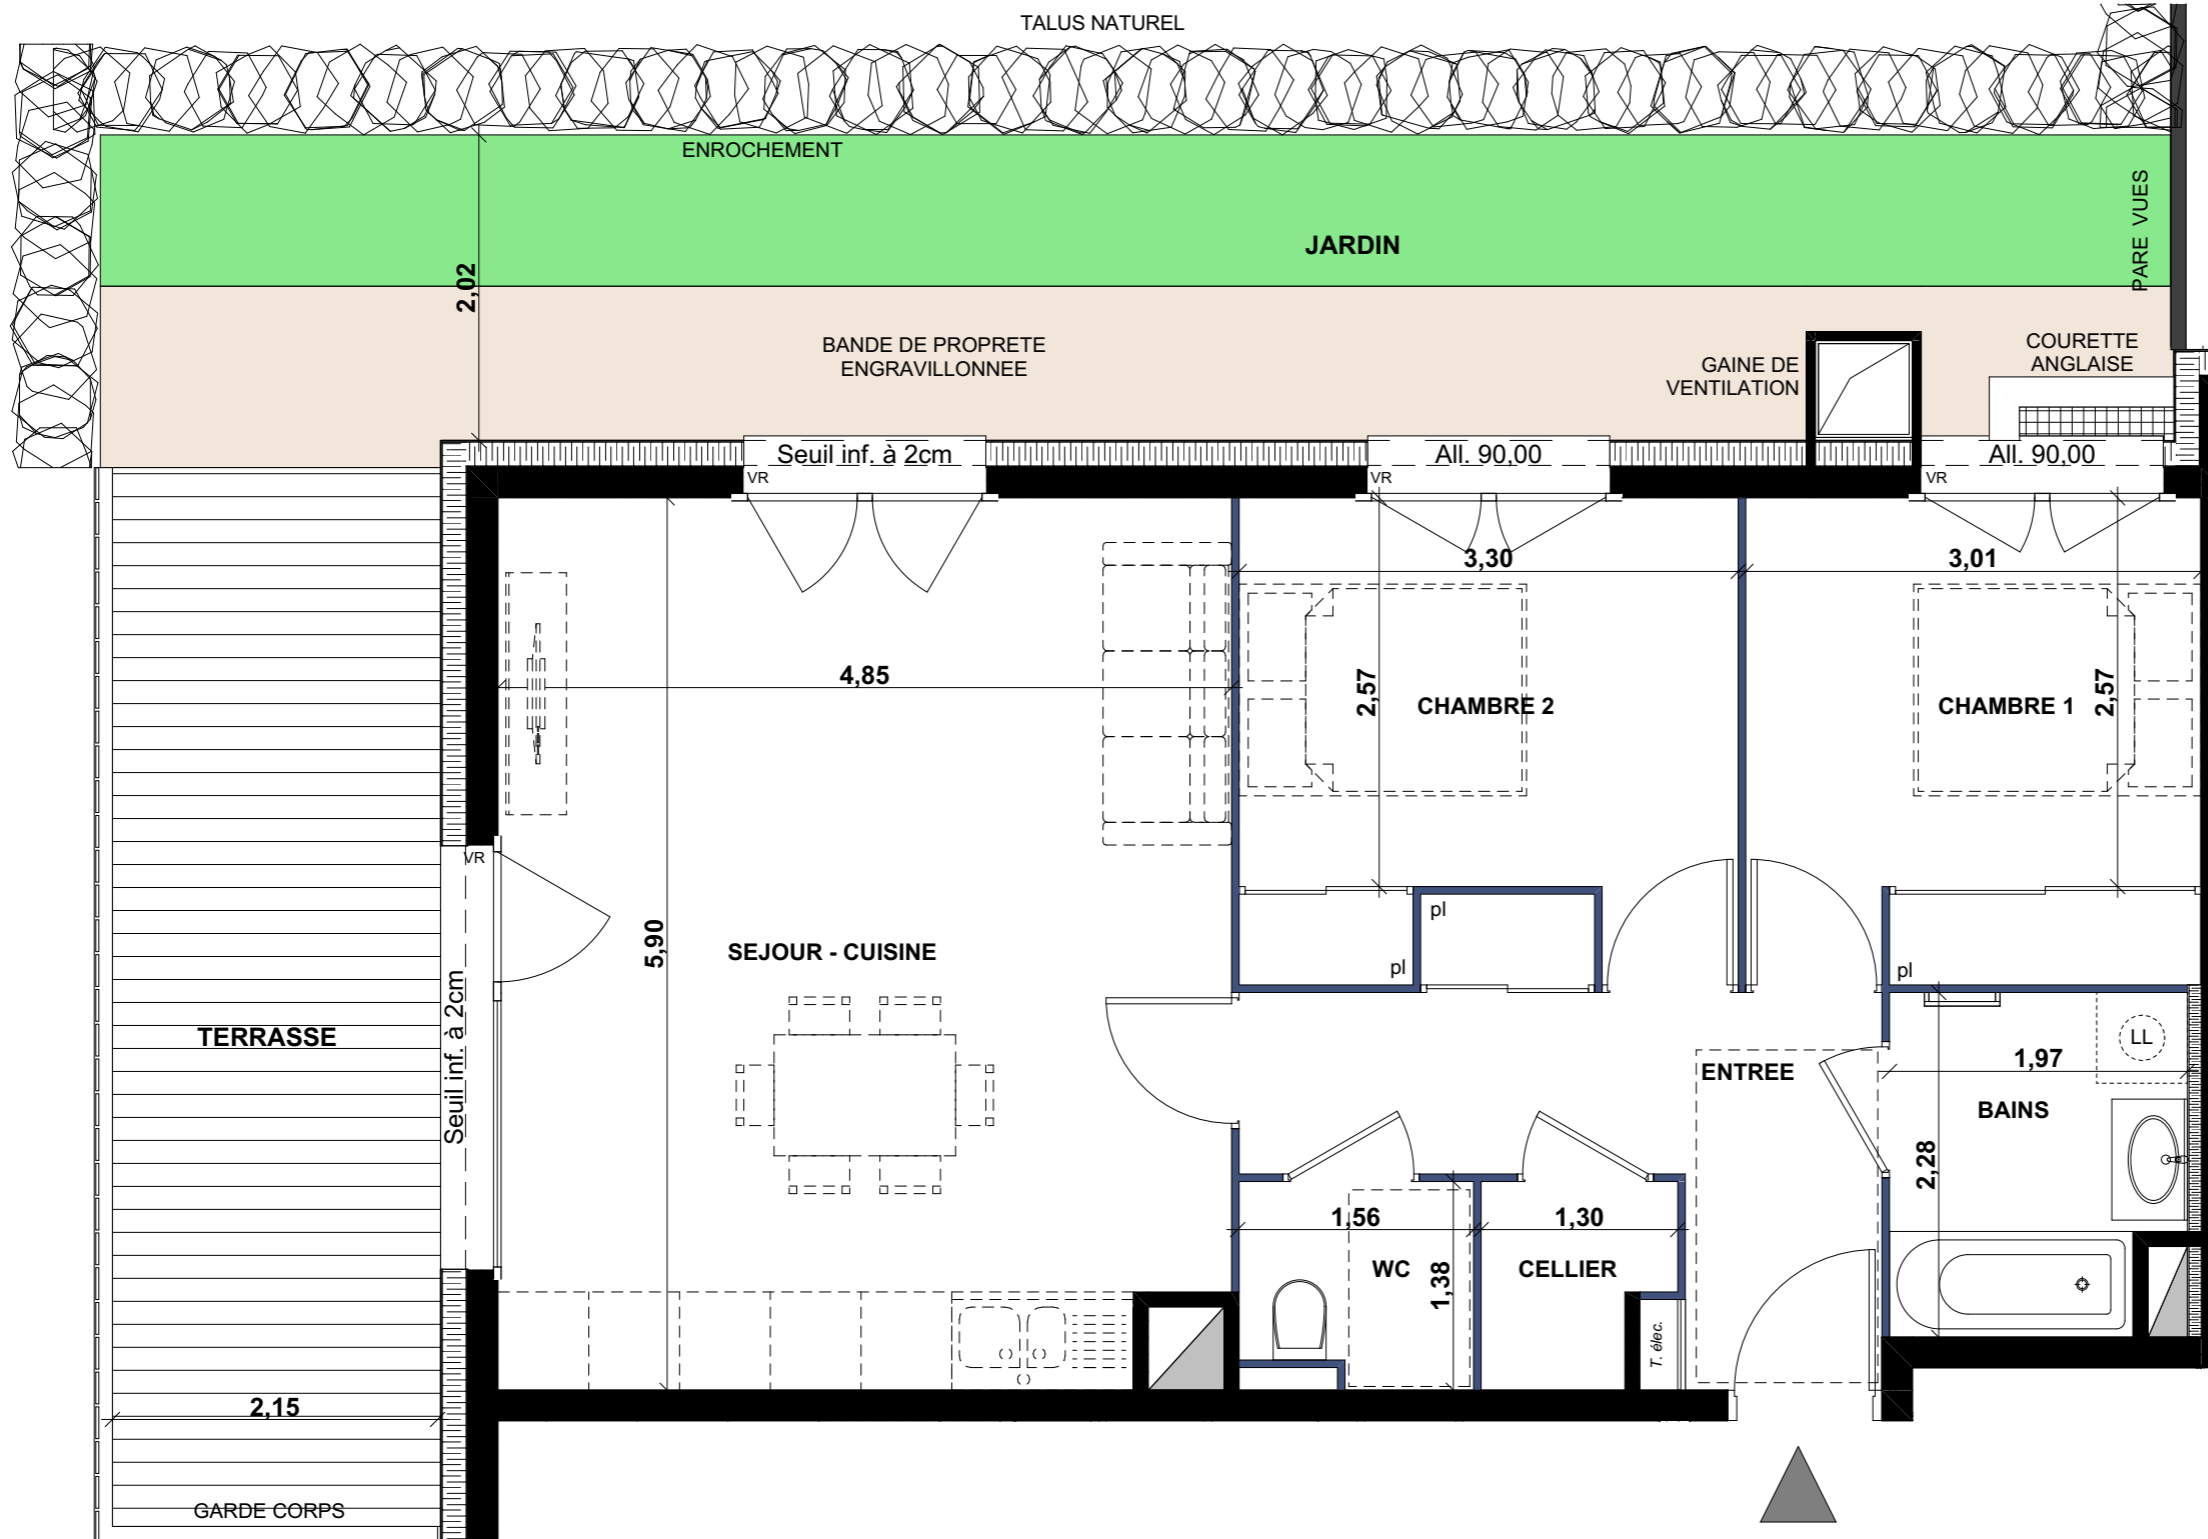 TALUS NATUREL
ENROCHEMENT
JARDIN
PARE VUES
2,02
BANDE DE PROPRETE
ENGRAVILLONNEE
GAINE DE
VENTILATION
COURETTE
ANGLAISE
Seuil inf. à 2cm
All. 90,00
All. 90,00
VR
VR
VR
3,30
3,01
4,85
2,57
CHAMBRE 2
CHAMBRE 1
2,57
VR
5,90
SEJOUR - CUISINE
pl
pl
pl
Seuil inf. à 2cm
TERRASSE
LL
1,97
ENTREE
BAINS
2,28
1,56
1,30
WC
CELLIER
1,38
T. élec.
2,15
GARDE CORPS